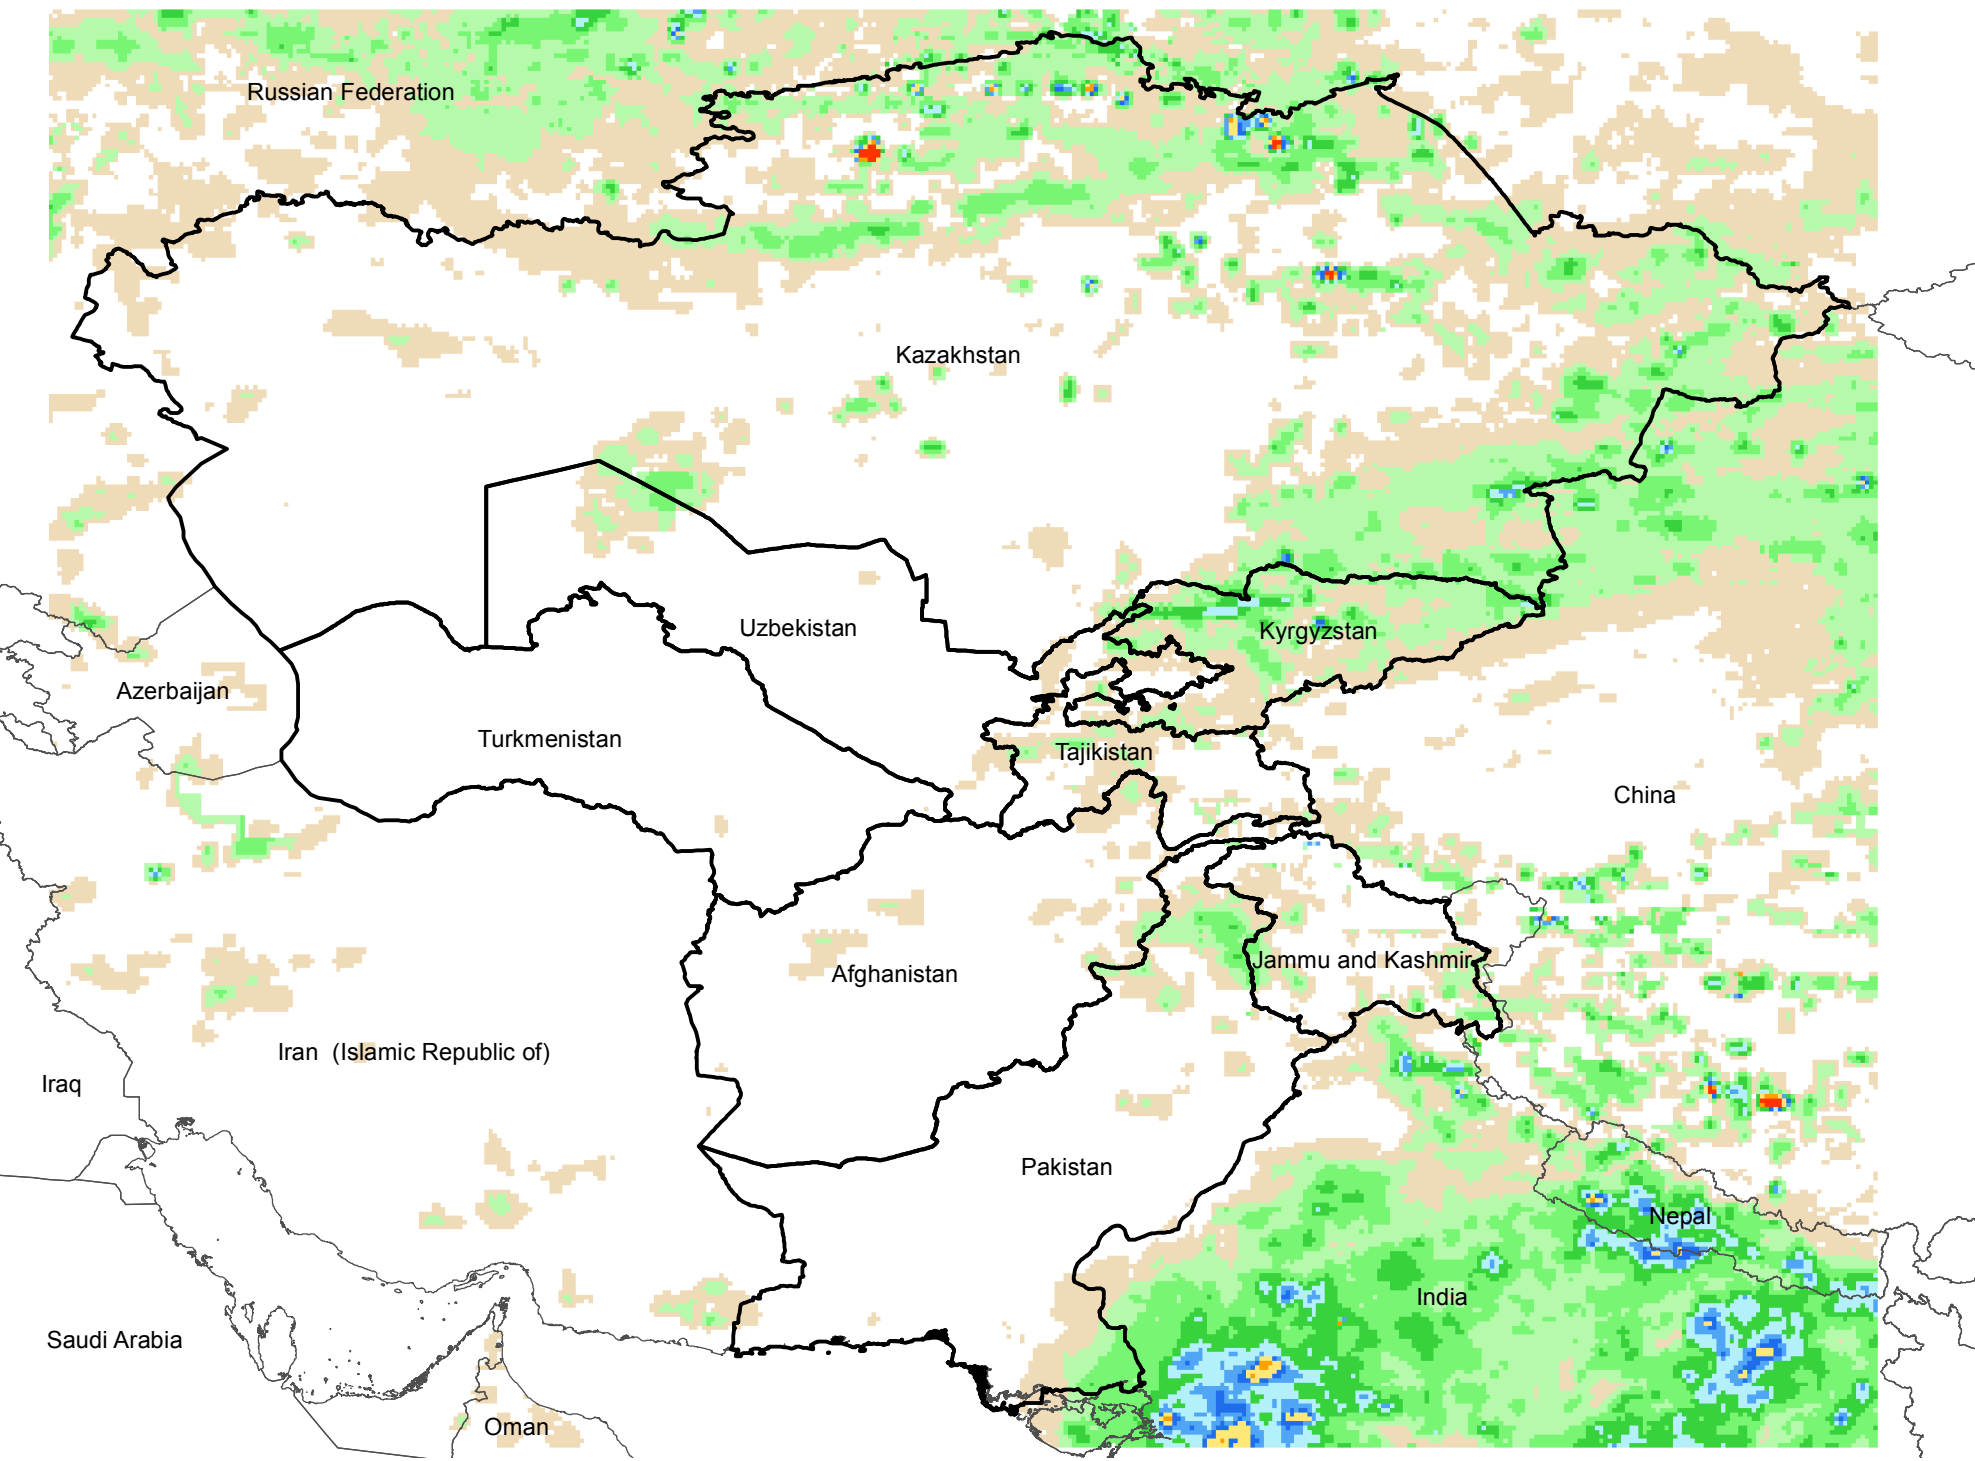 Russian Federation
Kazakhstan
Uzbekistan
Kyrgyzstan
Azerbaijan
Turkmenistan
Tajikistan
China
Jammu and Kashmir
Afghanistan
Iran  (Islamic Republic of)
Iraq
Pakistan
Nepal
India
Saudi Arabia
Oman